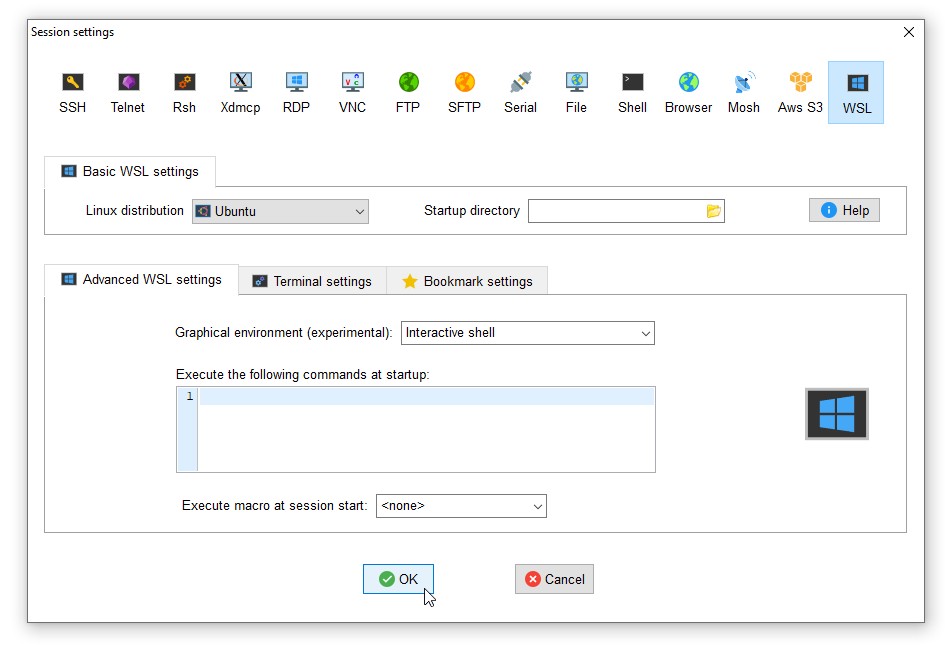 Session settings
SSH Telnet Rsh Xdmcp RDP VNC FTP SFTP Serial File Shell Browser Mosh Aws S3 WSL
Basic WSL settings
Linux distribution Ubuntu Startup directory Help
Advanced WSL settings Terminal settings Bookmark settings
Graphical environment (experimental): Interactive shell
Execute the following commands at startup:
1
Execute macro at session start: <none>
OK Cancel